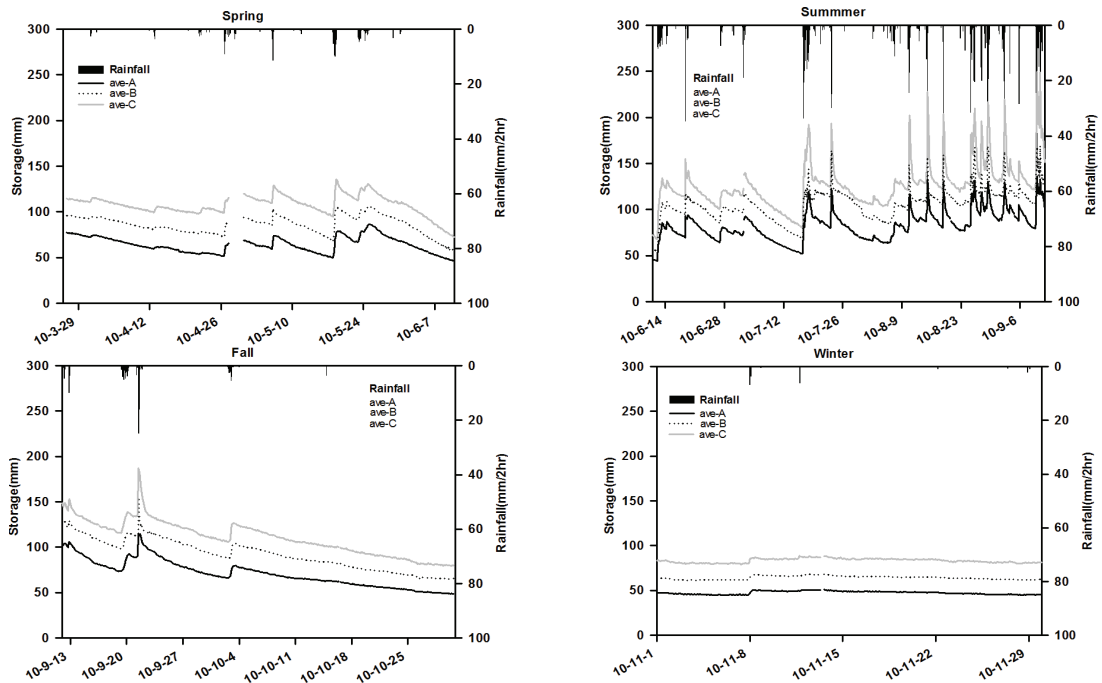 Spring
300
250
200
150
100
50
0
Storage(mm)
0
20
40
60
80
100
Rainfall(mm/2hr)
Rainfall
ave-A
ave-B
ave-C
10-3-29
10-4-12
10-4-26
10-5-10
10-5-24
10-6-7
Summmer
300
250
200
150
100
50
0
Storage(mm)
0
20
40
60
80
100
Rainfall(mm/2hr)
Rainfall
ave-A
ave-B
ave-C
10-6-14
10-6-28
10-7-12
10-7-26
10-8-9
10-8-23
10-9-6
Fall
300
250
200
150
100
50
0
Storage(mm)
0
20
40
60
80
100
Rainfall(mm/2hr)
Rainfall
ave-A
ave-B
ave-C
10-9-13
10-9-20
10-9-27
10-10-4
10-10-11
10-10-18
10-10-25
Winter
300
250
200
150
100
50
0
Storage(mm)
0
20
40
60
80
100
Rainfall(mm/2hr)
Rainfall
ave-A
ave-B
ave-C
10-11-1
10-11-8
10-11-15
10-11-22
10-11-29